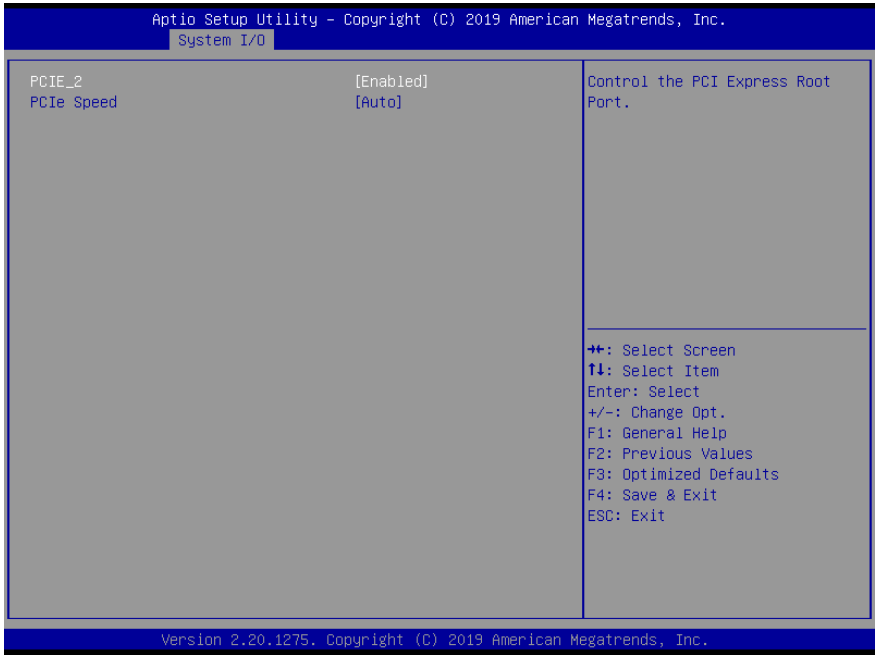 Aptio Setup Utility – Copyright (C) 2019 American Megatrends, Inc.
System I/O
PCIE_2 [Enabled]
PCIe Speed [Auto]
Control the PCI Express Root
Port.
→←: Select Screen
↑↓: Select Item
Enter: Select
+/-: Change Opt.
F1: General Help
F2: Previous Values
F3: Optimized Defaults
F4: Save & Exit
ESC: Exit
Version 2.20.1275. Copyright (C) 2019 American Megatrends, Inc.